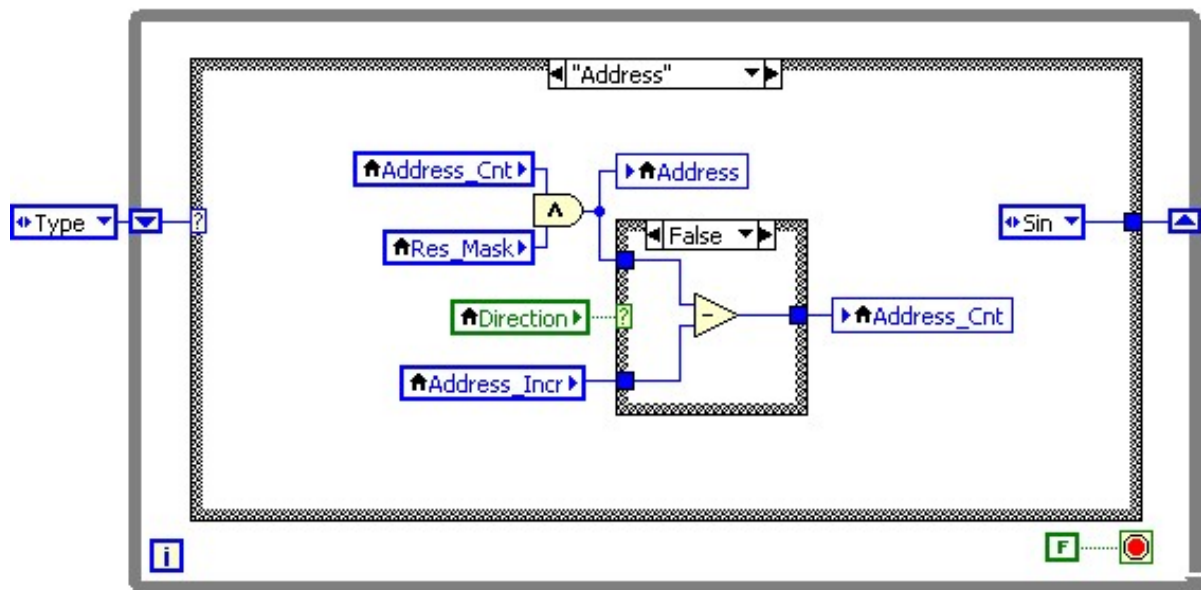 "Address"
Address_Cnt
Address
Type
Res_Mask
False
Sin
Direction
Address_Cnt
Address_Incr
i
F